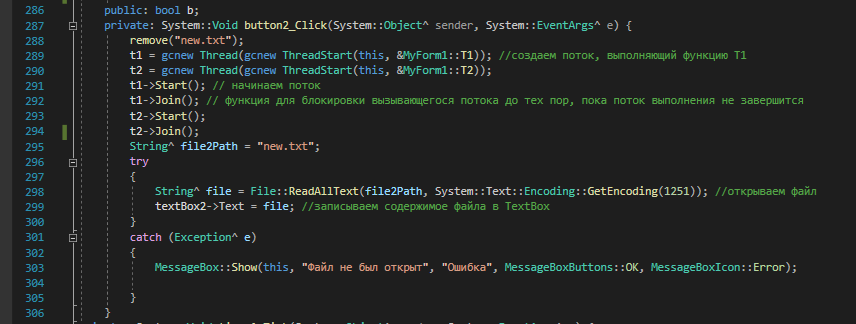 286 public: bool b;
287 private: System::Void button2_Click(System::Object^ sender, System::EventArgs^ e) {
288 remove("new.txt");
289 t1 = gcnew Thread(gcnew ThreadStart(this, &MyForm1::T1)); //создаем поток, выполняющий функцию T1
290 t2 = gcnew Thread(gcnew ThreadStart(this, &MyForm1::T2));
291 t1->Start(); // начинаем поток
292 t1->Join(); // функция для блокировки вызывающегося потока до тех пор, пока поток выполнения не завершится
293 t2->Start();
294 t2->Join();
295 String^ file2Path = "new.txt";
296 try
297 {
298 String^ file = File::ReadAllText(file2Path, System::Text::Encoding::GetEncoding(1251)); //открываем файл
299 textBox2->Text = file; //записываем содержимое файла в TextBox
300 }
301 catch (Exception^ e)
302 {
303 MessageBox::Show(this, "Файл не был открыт", "Ошибка", MessageBoxButtons::OK, MessageBoxIcon::Error);
304
305 }
306 }